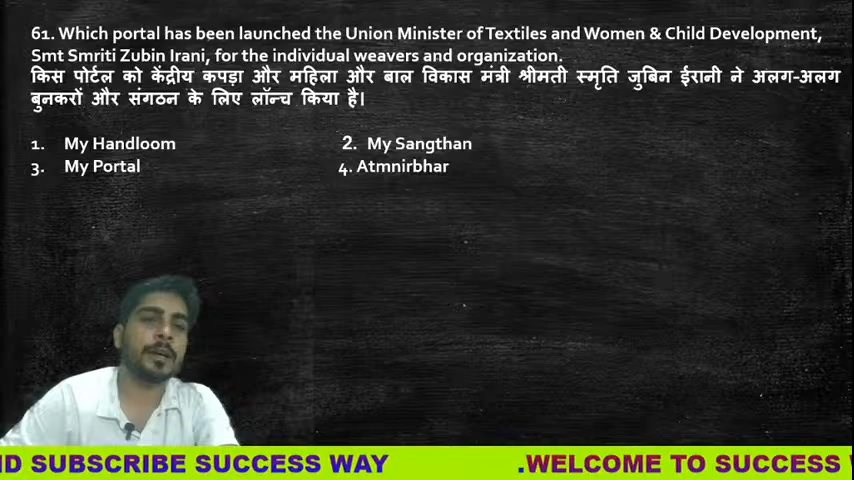 61. Which portal has been launched the Union Minister of Textiles and Women & Child Development,
Smt Smriti Zubin Irani, for the individual weavers and organization.
किस पोर्टल को केंद्रीय कपड़ा और महिला और बाल विकास मंत्री श्रीमती स्मृति जुबिन ईरानी ने अलग-अलग
बुनकरों और संगठन के लिए लॉन्च किया है।
1. My Handloom 2. My Sangthan
3. My Portal 4. Atmnirbhar
ND SUBSCRIBE SUCCESS WAY .WELCOME TO SUCCESS